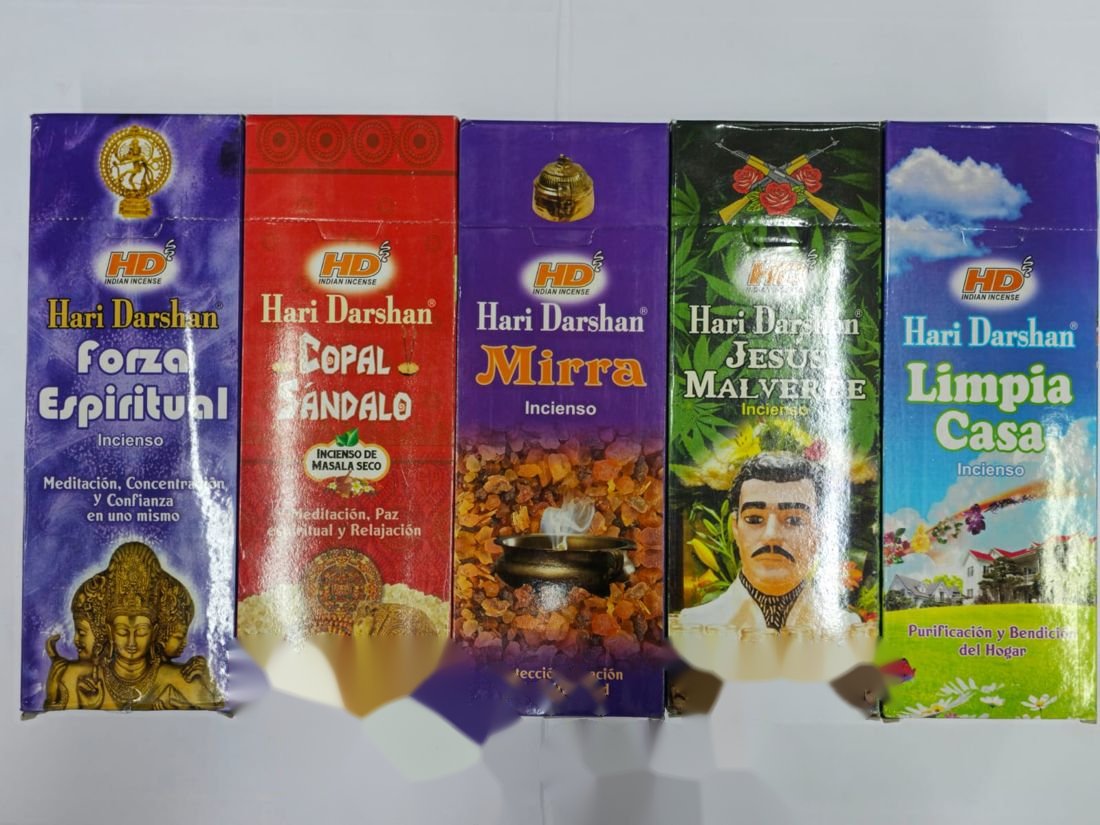 HD
INDIAN INCENSE
Hari Darshan®
Forza
Espiritual
Incienso
Meditación, Concentración,
y Confianza
en uno mismo
HD
INDIAN INCENSE
Hari Darshan®
COPAL
SÁNDALO
INCIENSO DE
MASALA SECO
Meditación, Paz
espiritual y Relajación
HD
INDIAN INCENSE
Hari Darshan®
Mirra
Incienso
HD
Hari Darshan®
JESÚS
MALVERDE
Incienso
HD
INDIAN INCENSE
Hari Darshan®
Limpia
Casa
Incienso
Purificación y Bendición
del Hogar